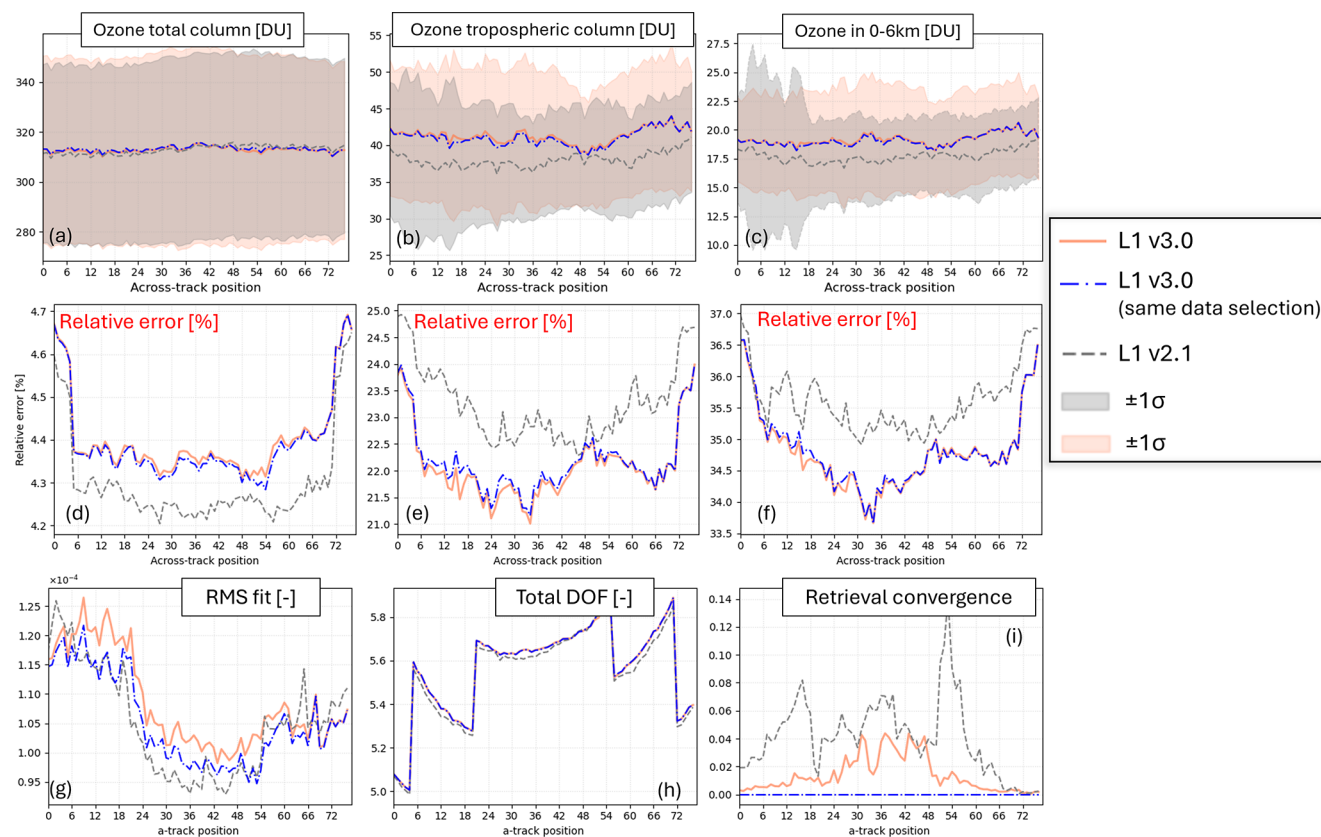 Ozone total column [DU]
Ozone tropospheric column [DU]
Ozone in 0-6km [DU]
340
320
300
280
(a)
0 6 12 18 24 30 36 42 48 54 60 66 72
Across-track position
55
50
45
40
35
30
25
(b)
0 6 12 18 24 30 36 42 48 54 60 66 72
Across-track position
27.5
25.0
22.5
20.0
17.5
15.0
12.5
10.0
(c)
0 6 12 18 24 30 36 42 48 54 60 66 72
Across-track position
L1 v3.0
L1 v3.0
(same data selection)
L1 v2.1
±1σ
±1σ
Relative error [%]
Relative error [%]
4.7
4.6
4.5
4.4
4.3
4.2
(d)
0 6 12 18 24 30 36 42 48 54 60 66 72
Across-track position
Relative error [%]
25.0
24.0
23.0
22.5
22.0
21.5
21.0
(e)
0 6 12 18 24 30 36 42 48 54 60 66 72
Across-track position
Relative error [%]
37.0
36.5
36.0
35.5
35.0
34.5
34.0
33.5
(f)
0 6 12 18 24 30 36 42 48 54 60 66 72
Across-track position
×10⁻⁴
RMS fit [-]
1.25
1.20
1.15
1.10
1.05
1.00
0.95
(g)
0 6 12 18 24 30 36 42 48 54 60 66 72
a-track position
Total DOF [-]
5.8
5.6
5.4
5.2
5.0
(h)
0 6 12 18 24 30 36 42 48 54 60 66 72
a-track position
Retrieval convergence
(i)
0.14
0.12
0.10
0.08
0.06
0.04
0.02
0.00
0 6 12 18 24 30 36 42 48 54 60 66 72
a-track position